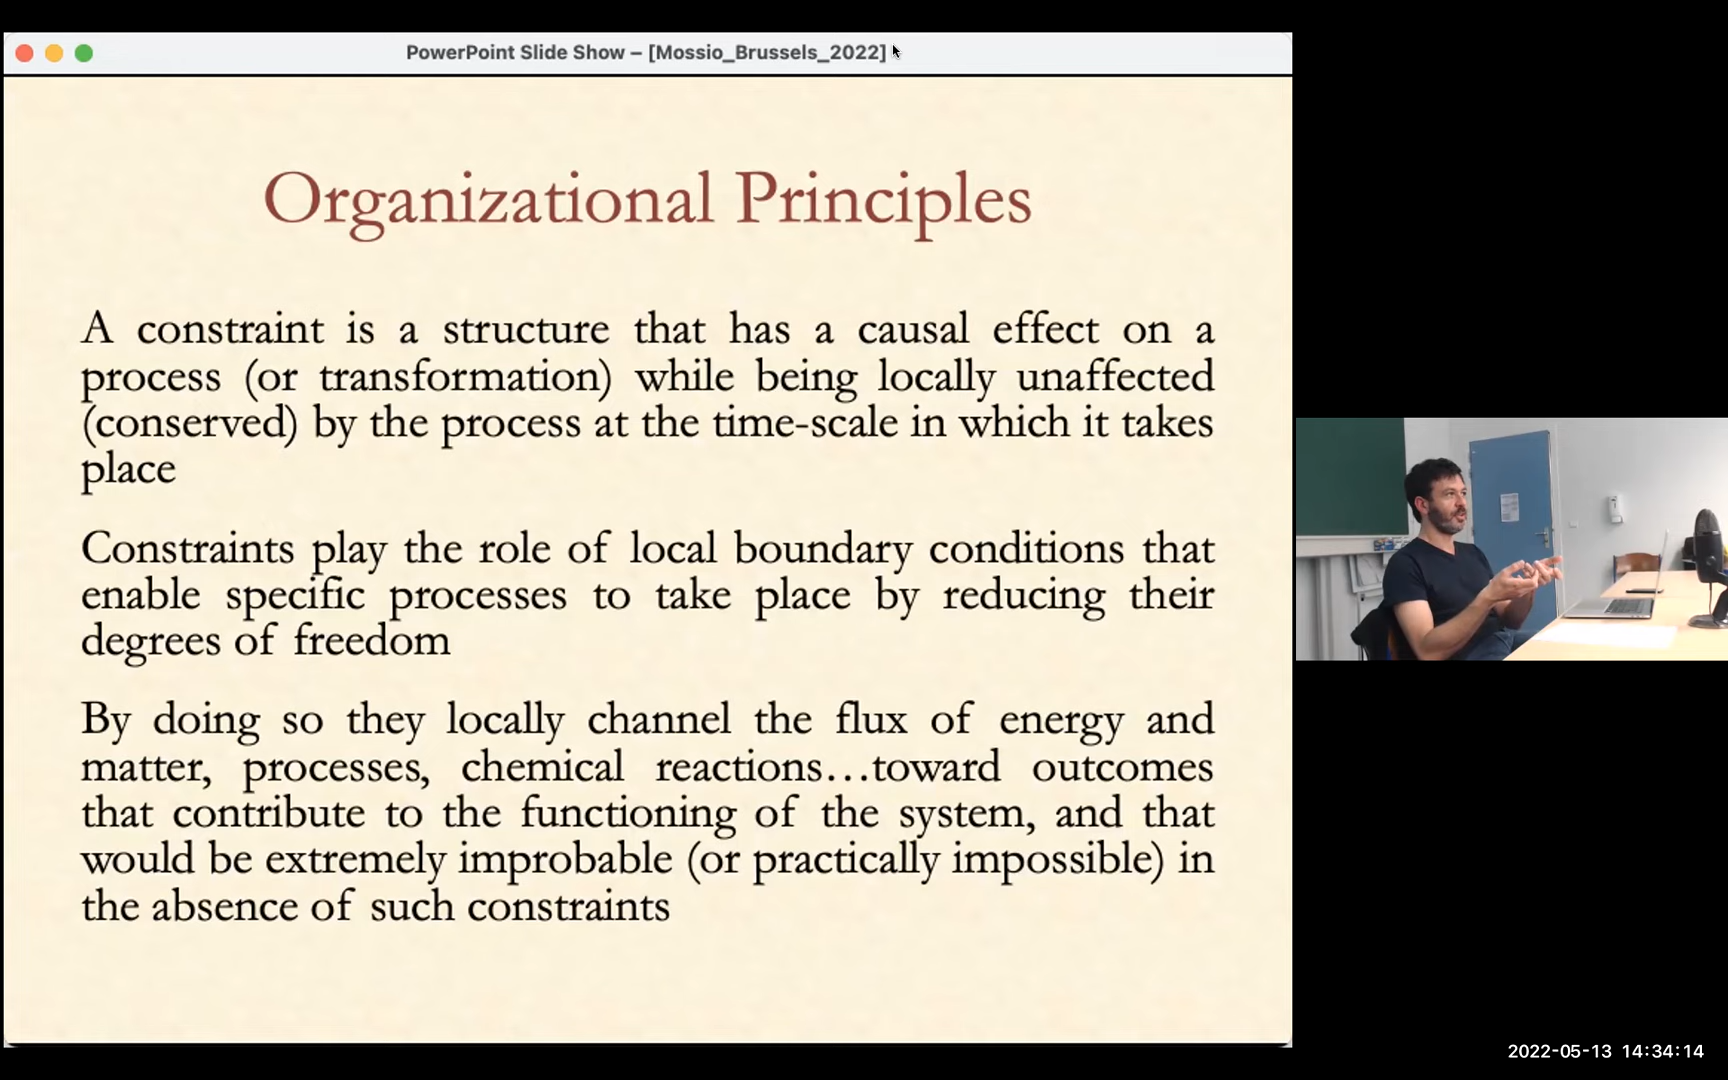 PowerPoint Slide Show – [Mossio_Brussels_2022]
Organizational Principles
A constraint is a structure that has a causal effect on a
process (or transformation) while being locally unaffected
(conserved) by the process at the time-scale in which it takes
place
Constraints play the role of local boundary conditions that
enable specific processes to take place by reducing their
degrees of freedom
By doing so they locally channel the flux of energy and
matter, processes, chemical reactions…toward outcomes
that contribute to the functioning of the system, and that
would be extremely improbable (or practically impossible) in
the absence of such constraints
2022-05-13 14:34:14